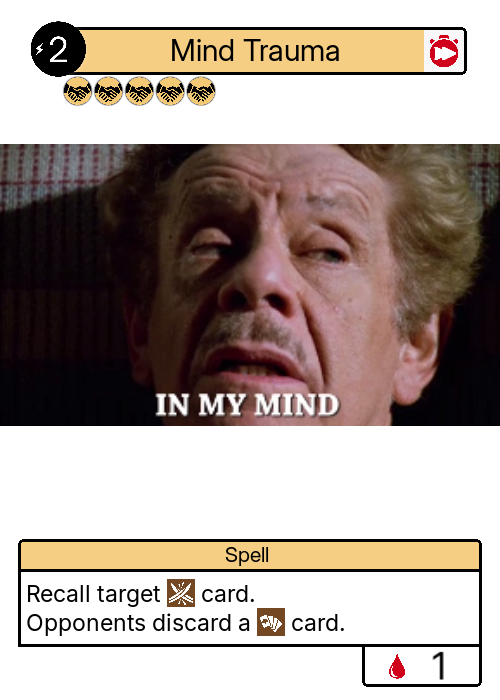 2
Mind Trauma
IN MY MIND
Spell
Recall target card.
Opponents discard a card.
1